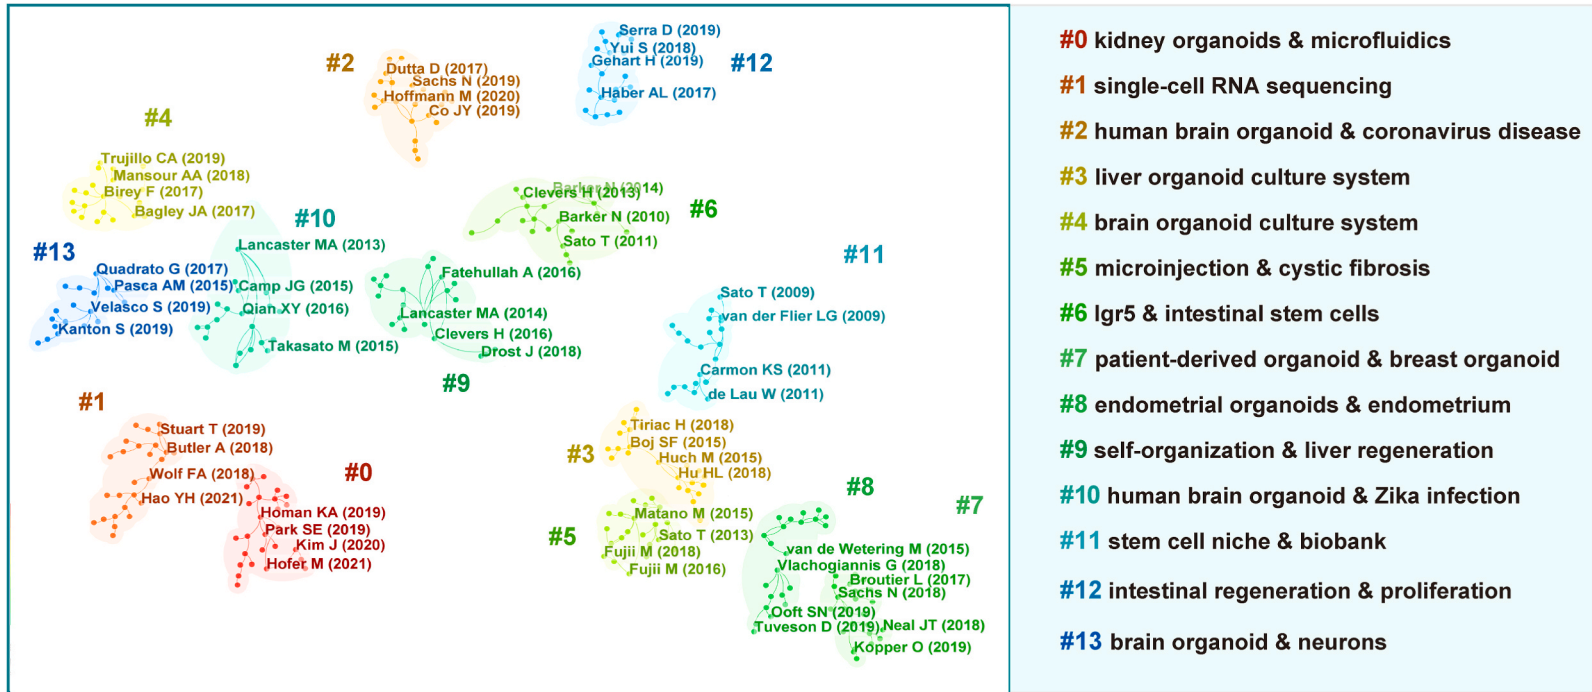 #2
Dutta D (2017)
Sachs N (2019)
Hoffmann M (2020)
Co JY (2019)
Serra D (2019)
Yui S (2018)
Gehart H (2019)
Haber AL (2017)
#12
#4
Trujillo CA (2019)
Mansour AA (2018)
Birey F (2017)
Bagley JA (2017)
#10
Lancaster MA (2013)
Camp JG (2015)
Qian XY (2016)
Takasato M (2015)
Barker N (2014)
Clevers H (2013)
Barker N (2010)
Sato T (2011)
#6
#13
Quadrato G (2017)
Pasca AM (2015)
Velasco S (2019)
Kanton S (2019)
Fatehullah A (2016)
Lancaster MA (2014)
Clevers H (2016)
Drost J (2018)
#9
#11
Sato T (2009)
van der Flier LG (2009)
Carmon KS (2011)
de Lau W (2011)
#1
Stuart T (2019)
Butler A (2018)
Wolf FA (2018)
Hao YH (2021)
#0
Homan KA (2019)
Park SE (2019)
Kim J (2020)
Hofer M (2021)
#3
Tiriac H (2018)
Boj SF (2015)
Huch M (2015)
Hu HL (2018)
#5
Matano M (2015)
Sato T (2013)
Fujii M (2018)
Fujii M (2016)
#8
#7
van de Wetering M (2015)
Vlachogiannis G (2018)
Broutier L (2017)
Sachs N (2018)
Ooft SN (2019)
Tuveson D (2019)
Neal JT (2018)
Kopper O (2019)
#0 kidney organoids & microfluidics
#1 single-cell RNA sequencing
#2 human brain organoid & coronavirus disease
#3 liver organoid culture system
#4 brain organoid culture system
#5 microinjection & cystic fibrosis
#6 lgr5 & intestinal stem cells
#7 patient-derived organoid & breast organoid
#8 endometrial organoids & endometrium
#9 self-organization & liver regeneration
#10 human brain organoid & Zika infection
#11 stem cell niche & biobank
#12 intestinal regeneration & proliferation
#13 brain organoid & neurons